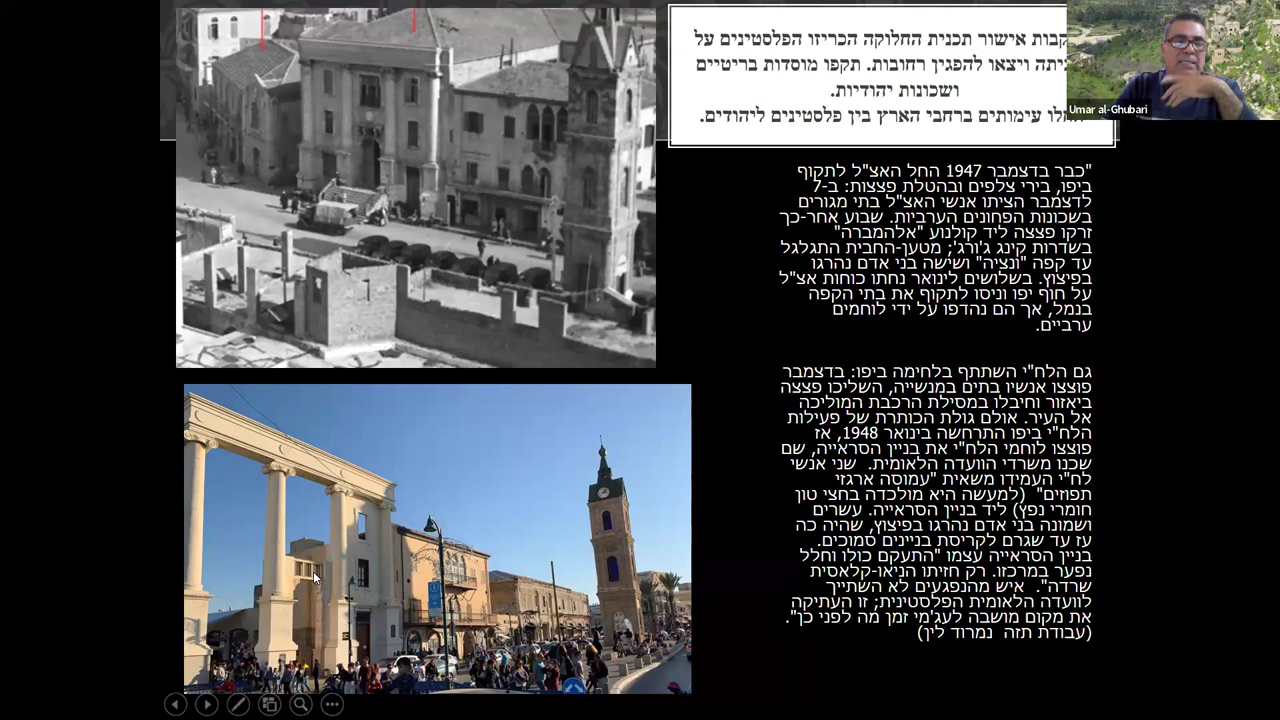 קבות אישור תכנית החלוקה הכריזו הפלסטינים על
יתה ויצאו להפגין רחובות. תקפו מוסדות בריטיים
ושכונות יהודיות.
עימותים ברחבי הארץ בין פלסטינים ליהודים.
Umar al-Ghubari
"כבר בדצמבר 1947 החל האצ"ל לתקוף
ביפו, בירי צלפים ובהטלת פצצות: ב-7
לדצמבר הציתו אנשי האצ"ל בתי מגורים
בשכונות הפחונים הערביות. שבוע אחר-כך
זרקו פצצה ליד קולנוע "אלהמברה"
בשדרות קינג ג'ורג'; מטען-החבית התגלגל
עד קפה "ונציה" ושישה בני אדם נהרגו
בפיצוץ. בשלושים לינואר נחתו כוחות אצ"ל
על חוף יפו וניסו לתקוף את בתי הקפה
בנמל, אך הם נהדפו על ידי לוחמים
ערביים.
גם הלח"י השתתף בלחימה ביפו: בדצמבר
פוצצו אנשיו בתים במנשייה, השליכו פצצה
ביאזור וחיבלו במסילת הרכבת המוליכה
אל העיר. אולם גולת הכותרת של פעילות
הלח"י ביפו התרחשה בינואר 1948, אז
פוצצו לוחמי הלח"י את בניין הסראייה, שם
שכנו משרדי הוועדה הלאומית. שני אנשי
לח"י העמידו משאית "עמוסה ארגזי
תפוזים" (למעשה היא מולכדה בחצי טון
חומרי נפץ) ליד בניין הסראייה. עשרים
ושמונה בני אדם נהרגו בפיצוץ, שהיה כה
עז עד שגרם לקריסת בניינים סמוכים.
בניין הסראייה עצמו "התעקם כולו וחלל
נפער במרכזו. רק חזיתו הניאו-קלאסית
שרדה". איש מהנפגעים לא השתייך
לוועדה הלאומית הפלסטינית; זו העתיקה
את מקום מושבה לעג'מי זמן מה לפני כן".
(עבודת תזה נמרוד לין)